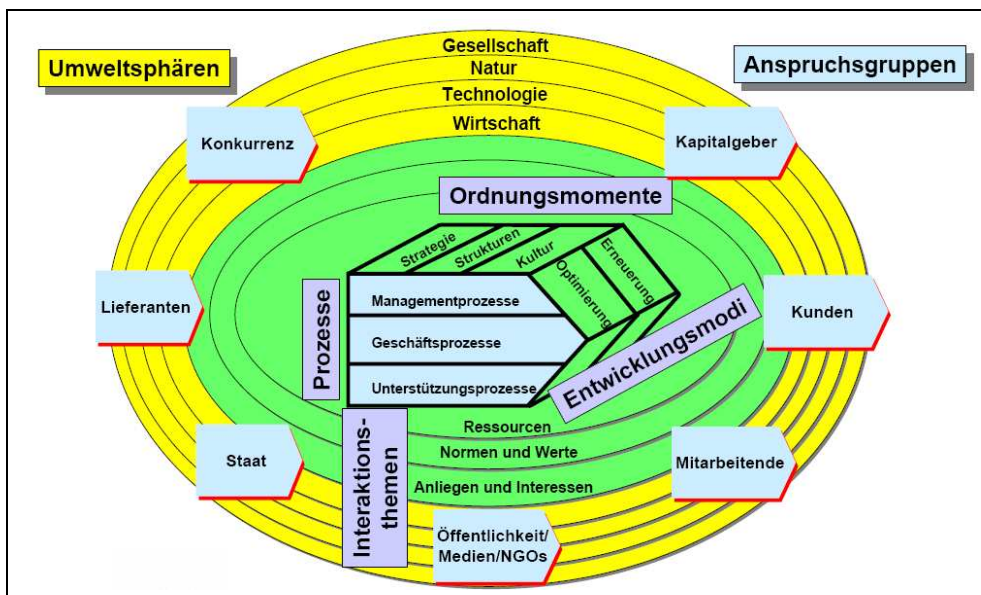 Umweltsphären
Anspruchsgruppen
Gesellschaft
Natur
Technologie
Wirtschaft
Konkurrenz
Kapitalgeber
Ordnungsmomente
Strategie
Strukturen
Kultur
Optimierung
Erneuerung
Lieferanten
Prozesse
Managementprozesse
Geschäftsprozesse
Unterstützungsprozesse
Entwicklungsmodi
Kunden
Interaktions-
themen
Ressourcen
Normen und Werte
Anliegen und Interessen
Staat
Mitarbeitende
Öffentlichkeit/
Medien/NGOs